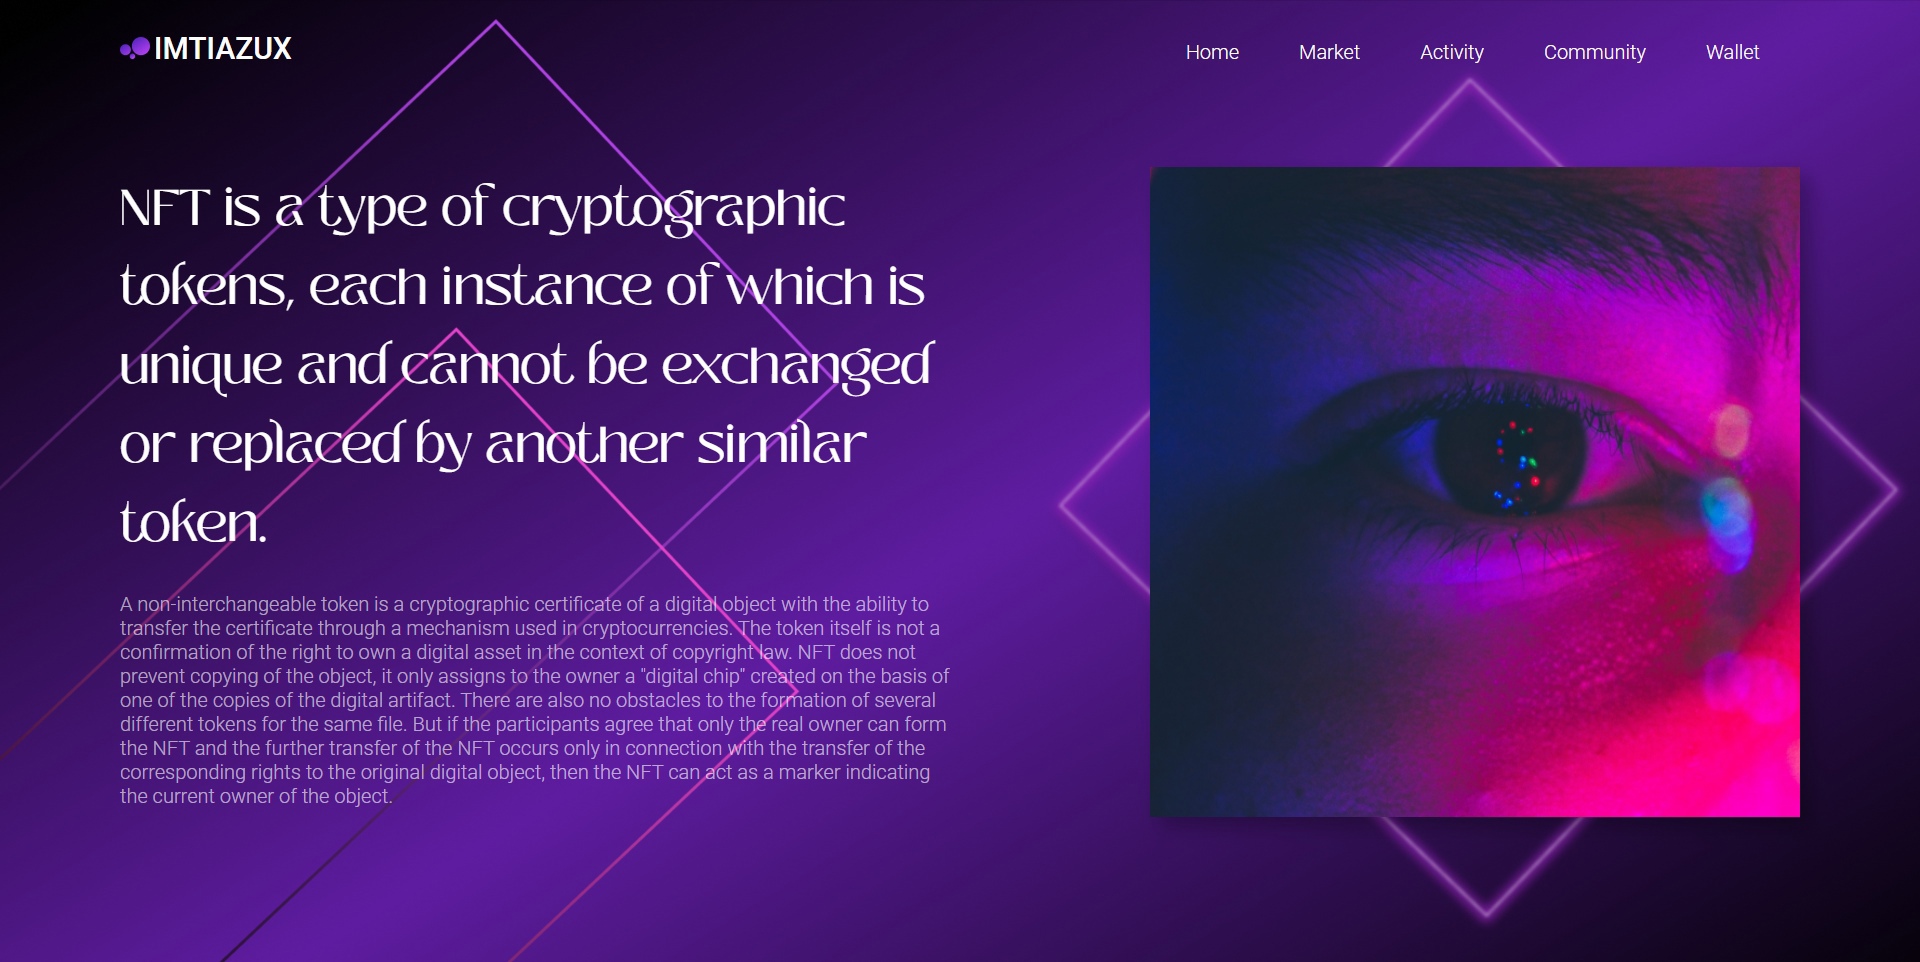 IMTIAZUX
Home Market Activity Community Wallet
NFT is a type of cryptographic
tokens, each instance of which is
unique and cannot be exchanged
or replaced by another similar
token.
A non-interchangeable token is a cryptographic certificate of a digital object with the ability to
transfer the certificate through a mechanism used in cryptocurrencies. The token itself is not a
confirmation of the right to own a digital asset in the context of copyright law. NFT does not
prevent copying of the object, it only assigns to the owner a "digital chip" created on the basis of
one of the copies of the digital artifact. There are also no obstacles to the formation of several
different tokens for the same file. But if the participants agree that only the real owner can form
the NFT and the further transfer of the NFT occurs only in connection with the transfer of the
corresponding rights to the original digital object, then the NFT can act as a marker indicating
the current owner of the object.